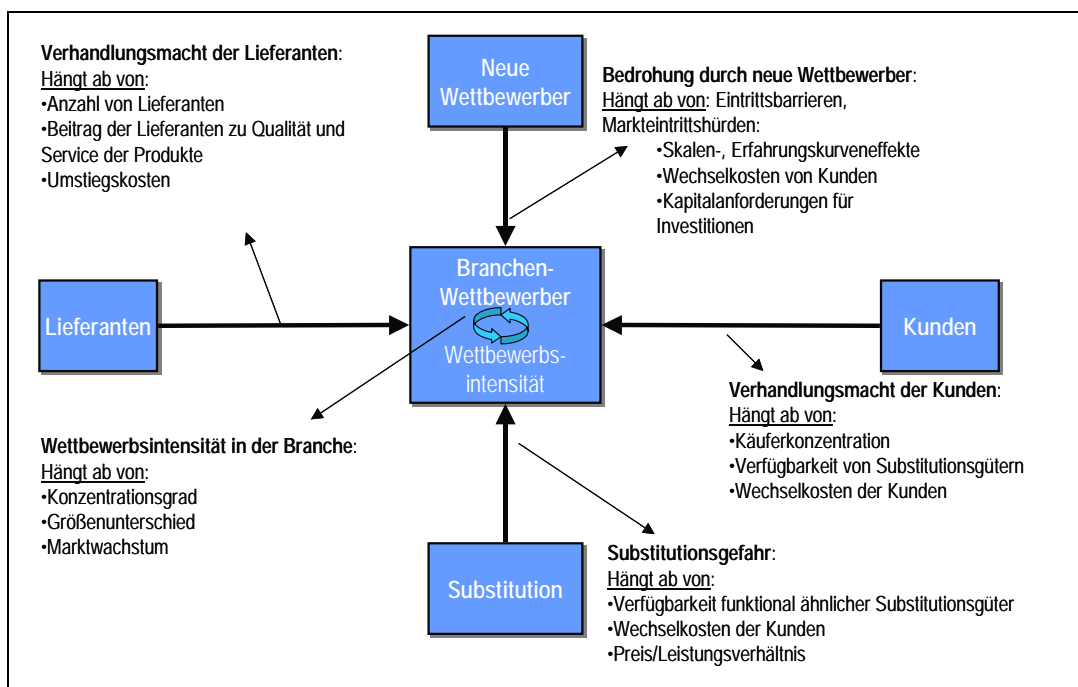 Verhandlungsmacht der Lieferanten:
Hängt ab von:
•Anzahl von Lieferanten
•Beitrag der Lieferanten zu Qualität und
Service der Produkte
•Umstiegskosten
Neue
Wettbewerber
Bedrohung durch neue Wettbewerber:
Hängt ab von: Eintrittsbarrieren,
Markteintrittshürden:
•Skalen-, Erfahrungskurveneffekte
•Wechselkosten von Kunden
•Kapitalanforderungen für
Investitionen
Lieferanten
Branchen-
Wettbewerber
Wettbewerbs-
intensität
Kunden
Verhandlungsmacht der Kunden:
Hängt ab von:
•Käuferkonzentration
•Verfügbarkeit von Substitutionsgütern
•Wechselkosten der Kunden
Wettbewerbsintensität in der Branche:
Hängt ab von:
•Konzentrationsgrad
•Größenunterschied
•Marktwachstum
Substitution
Substitutionsgefahr:
Hängt ab von:
•Verfügbarkeit funktional ähnlicher Substitutionsgüter
•Wechselkosten der Kunden
•Preis/Leistungsverhältnis